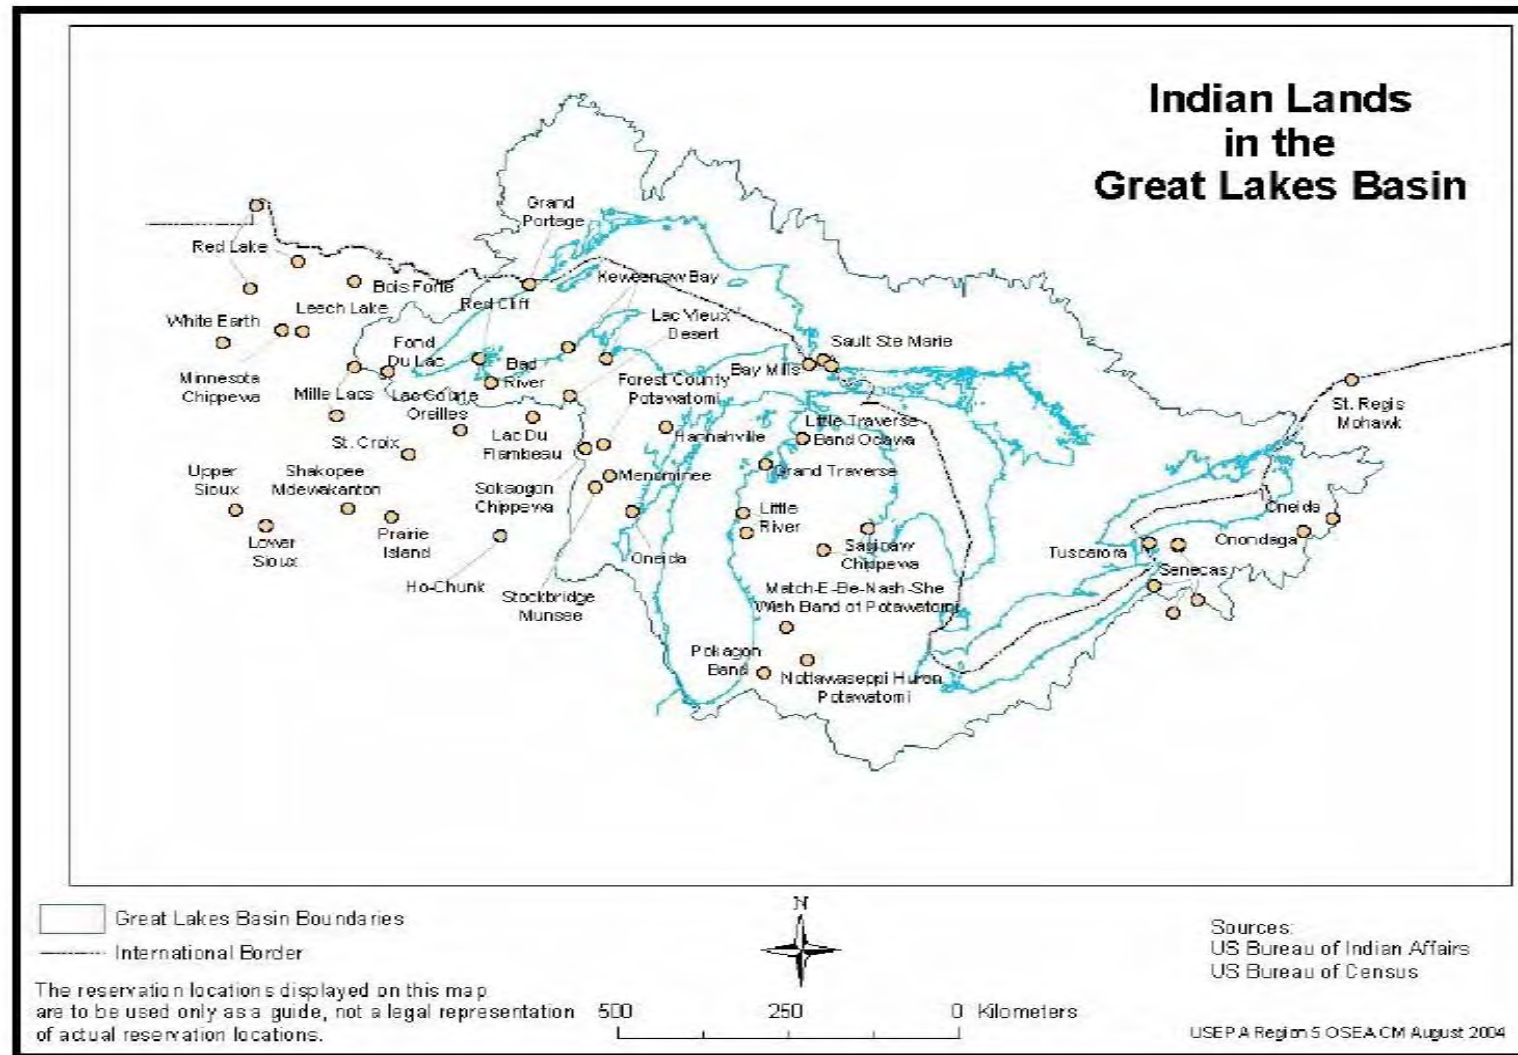 Indian Lands
in the
Great Lakes Basin
Grand
Portage
Red Lake
Bois Forte
Red Cliff
Keweenaw Bay
Leech Lake
White Earth
Lac Vieux
Desert
Fond
Du Lac
Sault Ste Marie
Bad
River
Bay Mills
Minnesota
Chippewa
Mille Lacs
Lac Courte
Oreilles
Forest County
Potawatomi
St. Regis
Mohawk
St. Croix
Lac Du
Flambeau
Hannahville
Little Traverse
Band Odawa
Grand Traverse
Upper
Sioux
Shakopee
Mdewakanton
Sokaogon
Chippewa
Menominee
Little
River
Oneida
Lower
Sioux
Prairie
Island
Onondaga
Tuscarora
Saginaw
Chippewa
Oneida
Senecas
Ho-Chunk
Stockbridge
Munsee
Match-E-Be-Nash-She
Wish Band of Potawatomi
Pokagon
Band
Nottawaseppi Huron
Potawatomi
Great Lakes Basin Boundaries
International Border
The reservation locations displayed on this map
are to be used only as a guide, not a legal representation
of actual reservation locations.
N
500 250 0 Kilometers
Sources:
US Bureau of Indian Affairs
US Bureau of Census
USEPA Region 5 OSEA CM August 2004